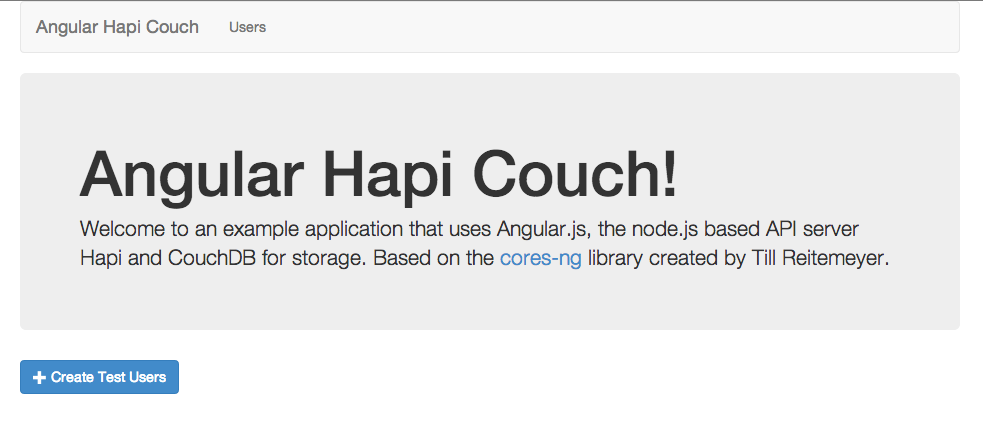 Angular Hapi Couch Users
Angular Hapi Couch!
Welcome to an example application that uses Angular.js, the node.js based API server
Hapi and CouchDB for storage. Based on the cores-ng library created by Till Reitemeyer.
Create Test Users